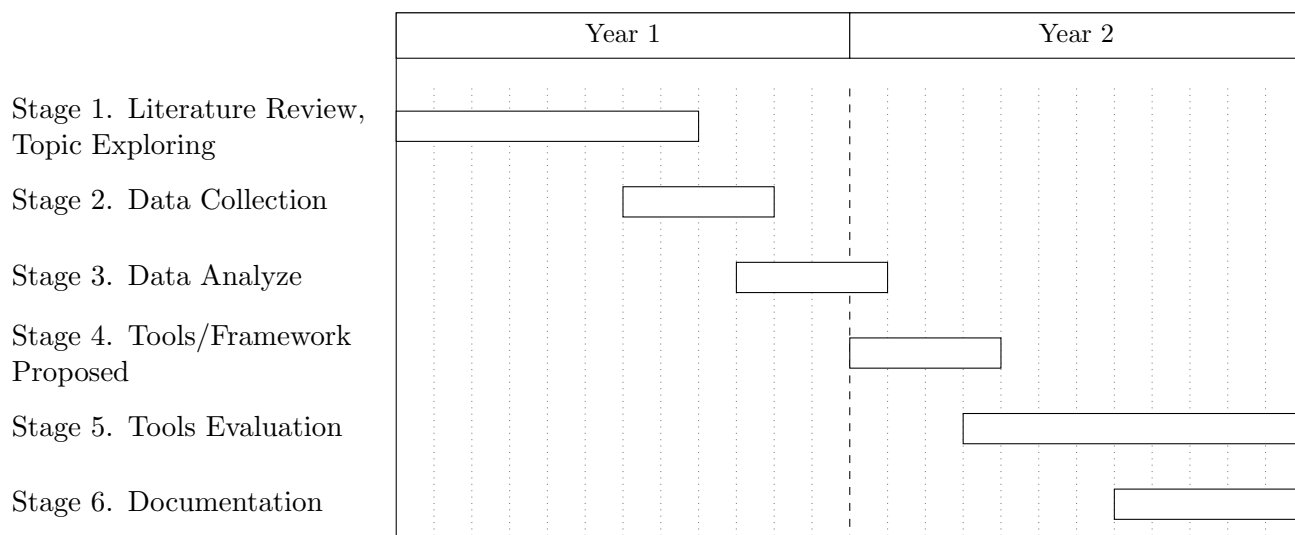 Year 1
Year 2
Stage 1. Literature Review,
Topic Exploring
Stage 2. Data Collection
Stage 3. Data Analyze
Stage 4. Tools/Framework
Proposed
Stage 5. Tools Evaluation
Stage 6. Documentation